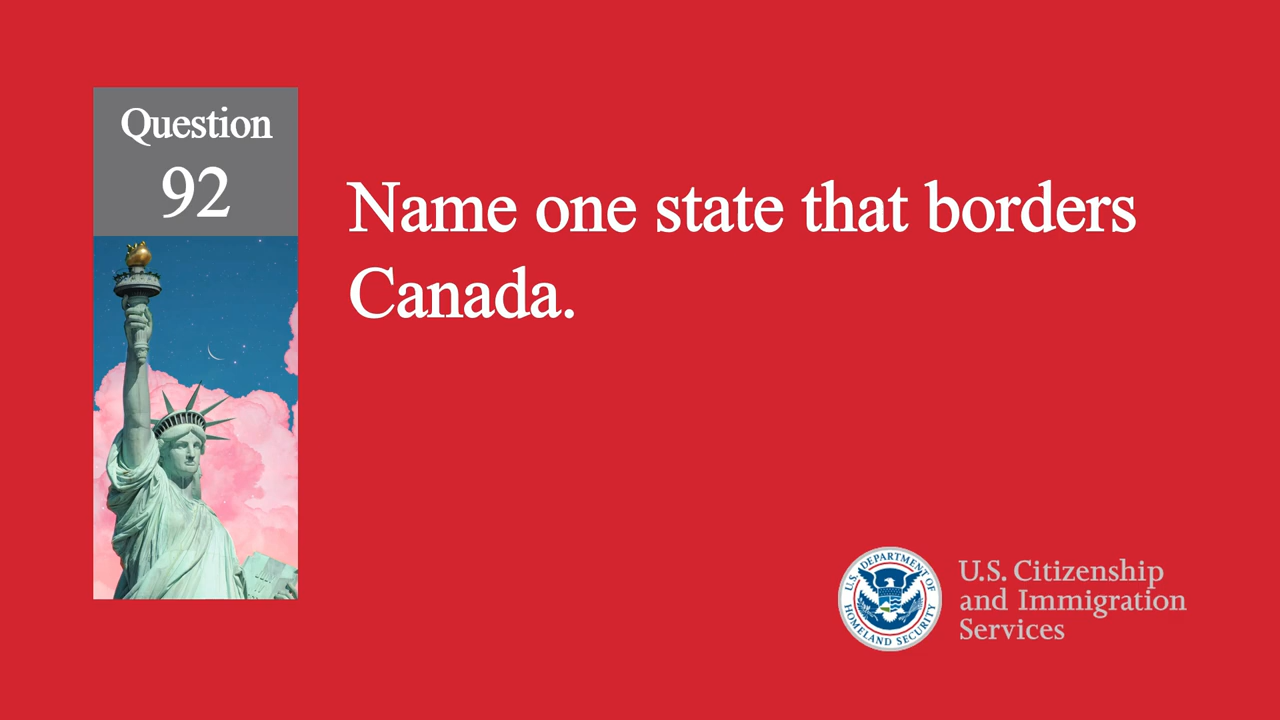 Question
92
Name one state that borders
Canada.
U.S. DEPARTMENT OF
HOMELAND SECURITY
U.S. Citizenship
and Immigration
Services